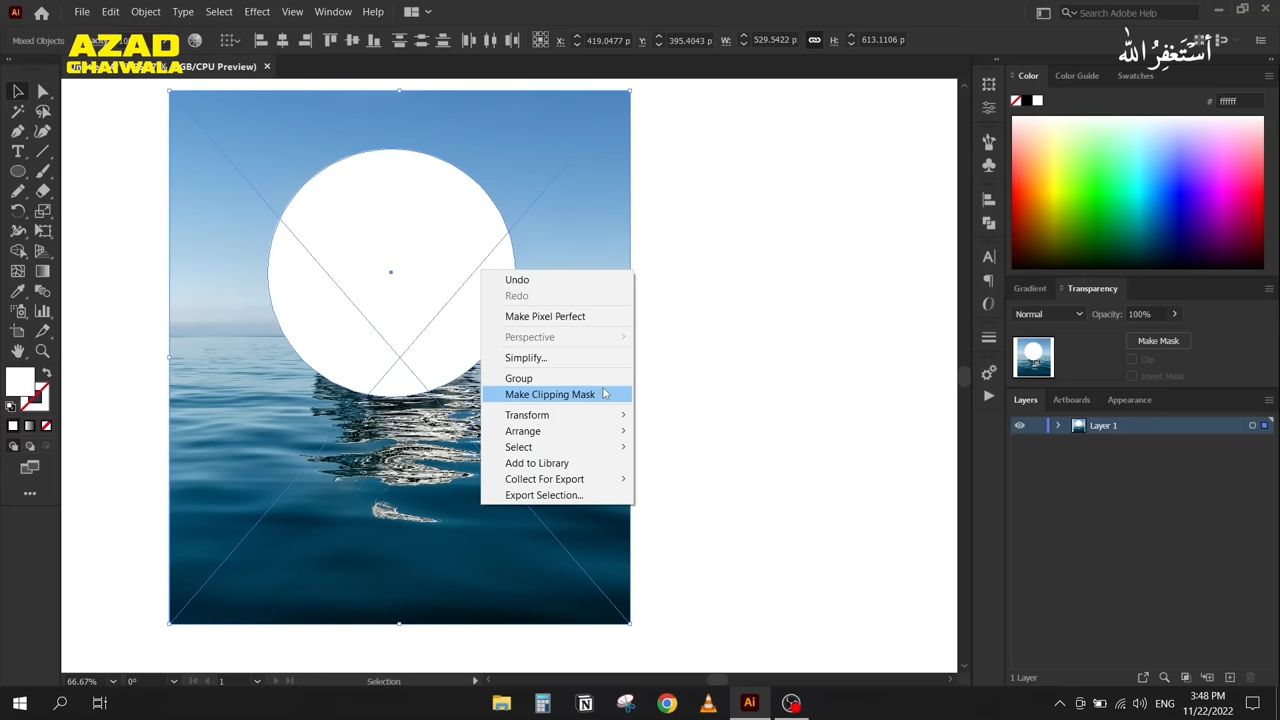 File Edit Object Type Select Effect View Window Help
Search Adobe Help
Mixed Objects
X: 419.0477 p Y: 395.4043 p W: 529.5422 p H: 613.1106 p
AZAD
CHAIWALA
أستغفر الله
GB/CPU Preview) ×
Color Color Guide Swatches
# ffffff
Undo
Redo
Make Pixel Perfect
Perspective
Simplify...
Group
Make Clipping Mask
Transform
Arrange
Select
Add to Library
Collect For Export
Export Selection...
Gradient Transparency
Normal Opacity: 100%
Make Mask
Clip
Invert Mask
Layers Artboards Appearance
Layer 1
1 Layer
66.67% 0° 1 Selection
ENG
3:48 PM
11/22/2022